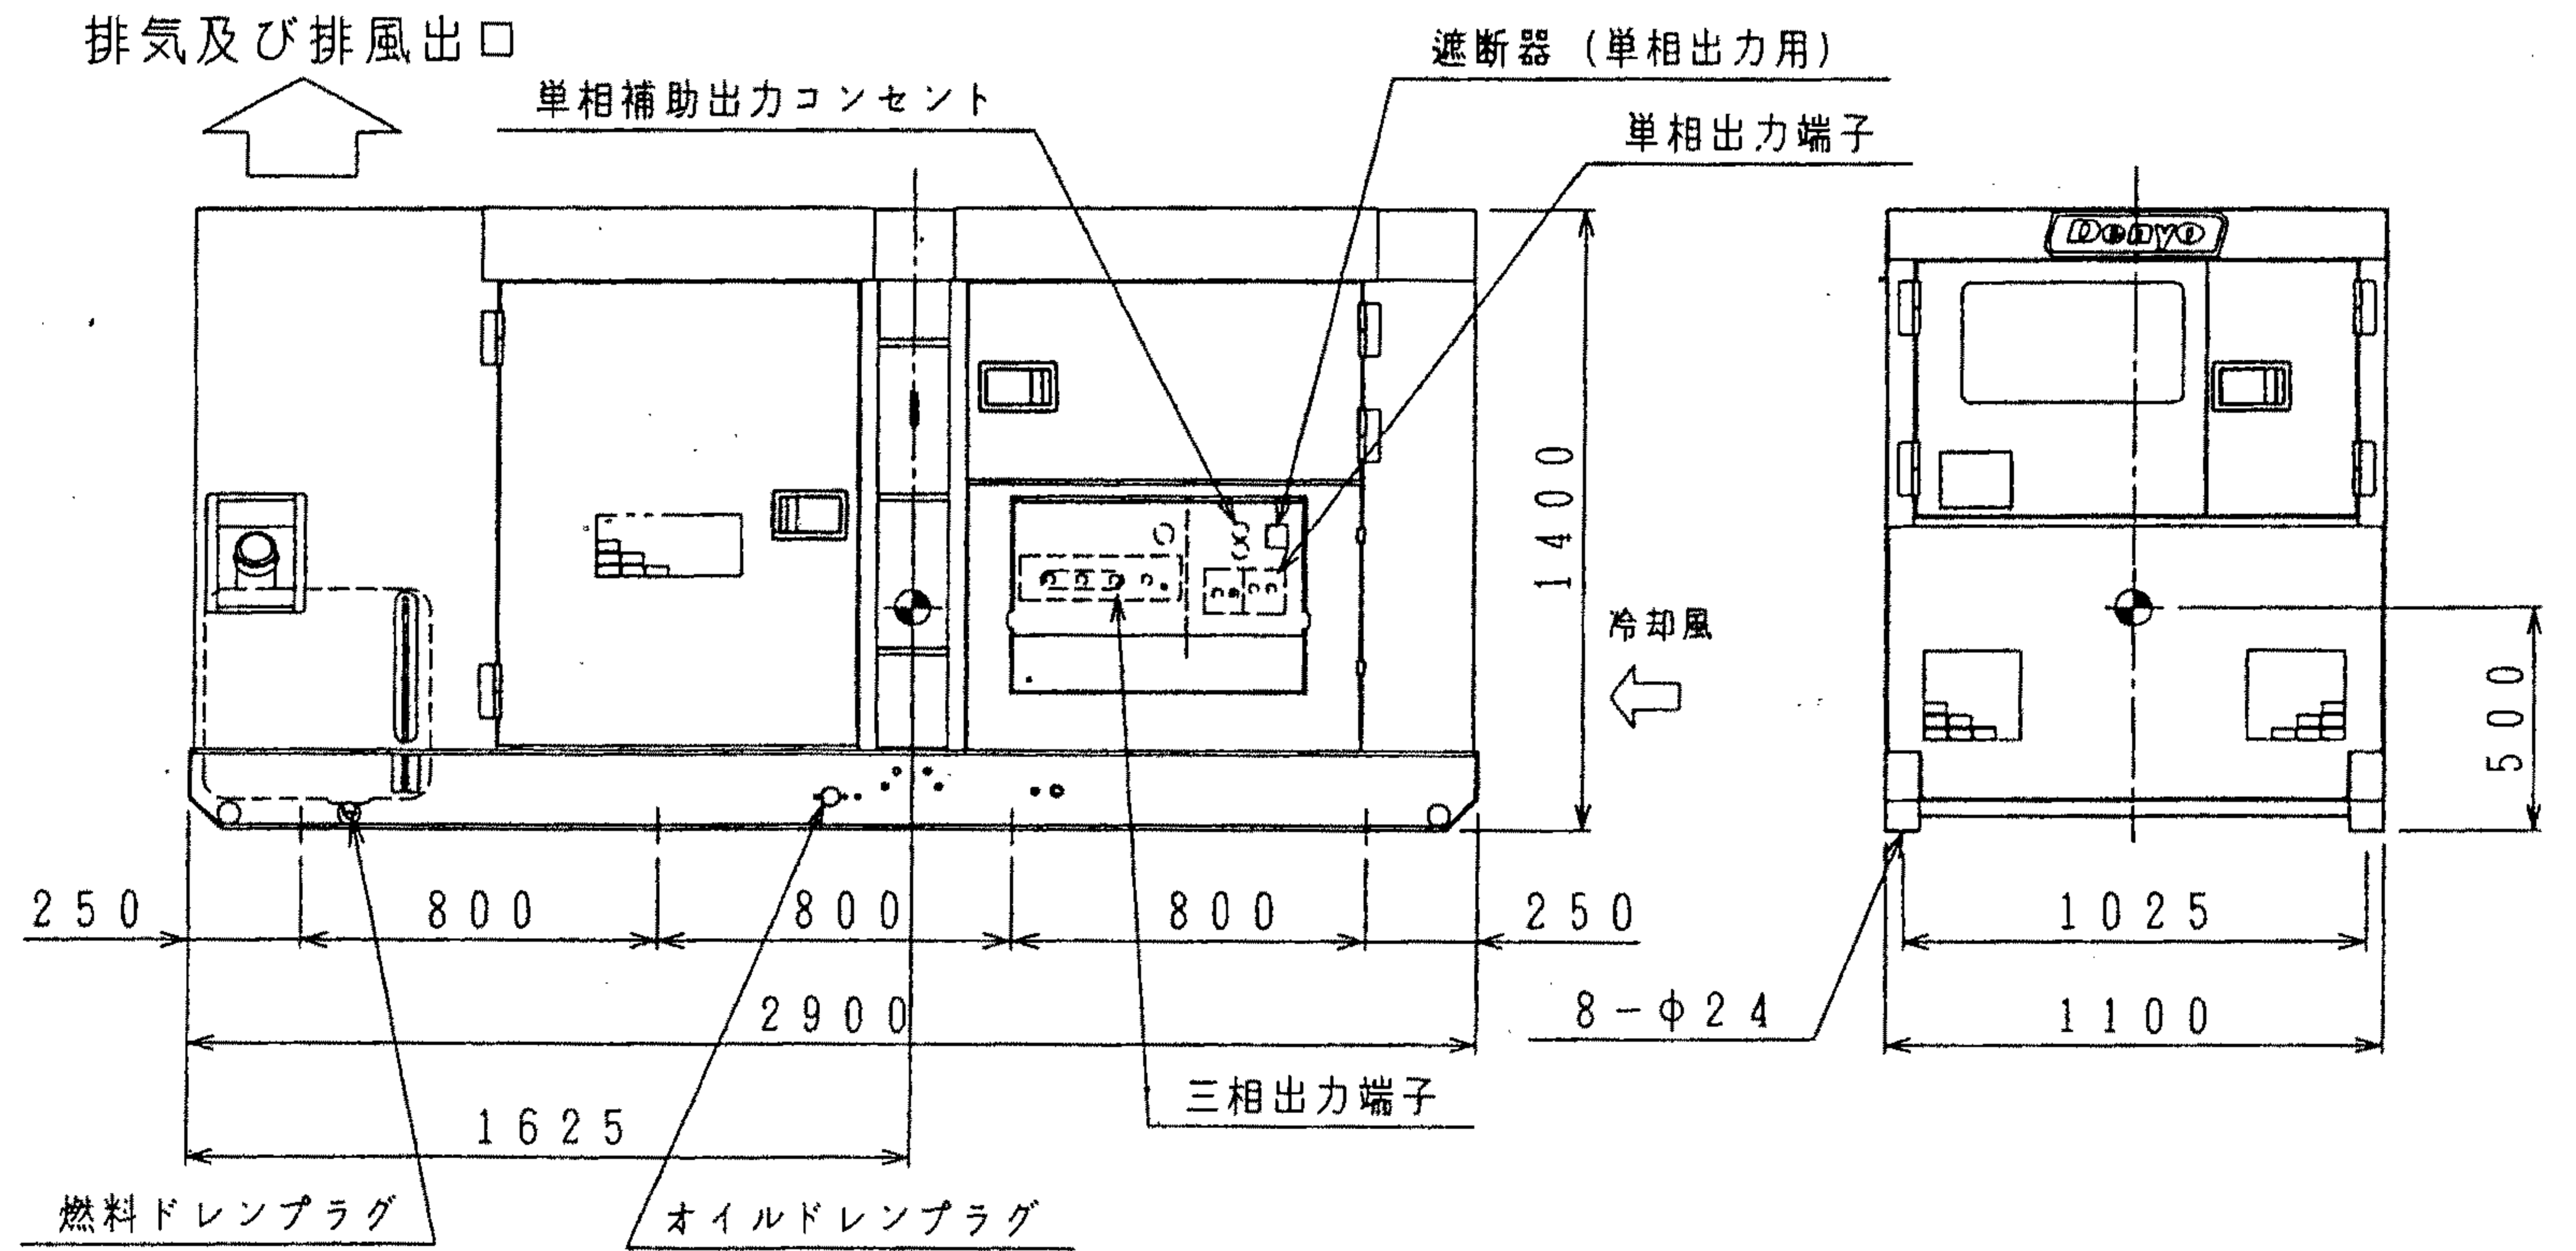 排気及び排風出口
遮断器 (単相出力用)
単相補助出力コンセント
単相出力端子
Denyo
1400
冷却風
500
250
800
800
800
250
1025
2900
8-φ24
1100
三相出力端子
1625
燃料ドレンプラグ
オイルドレンプラグ